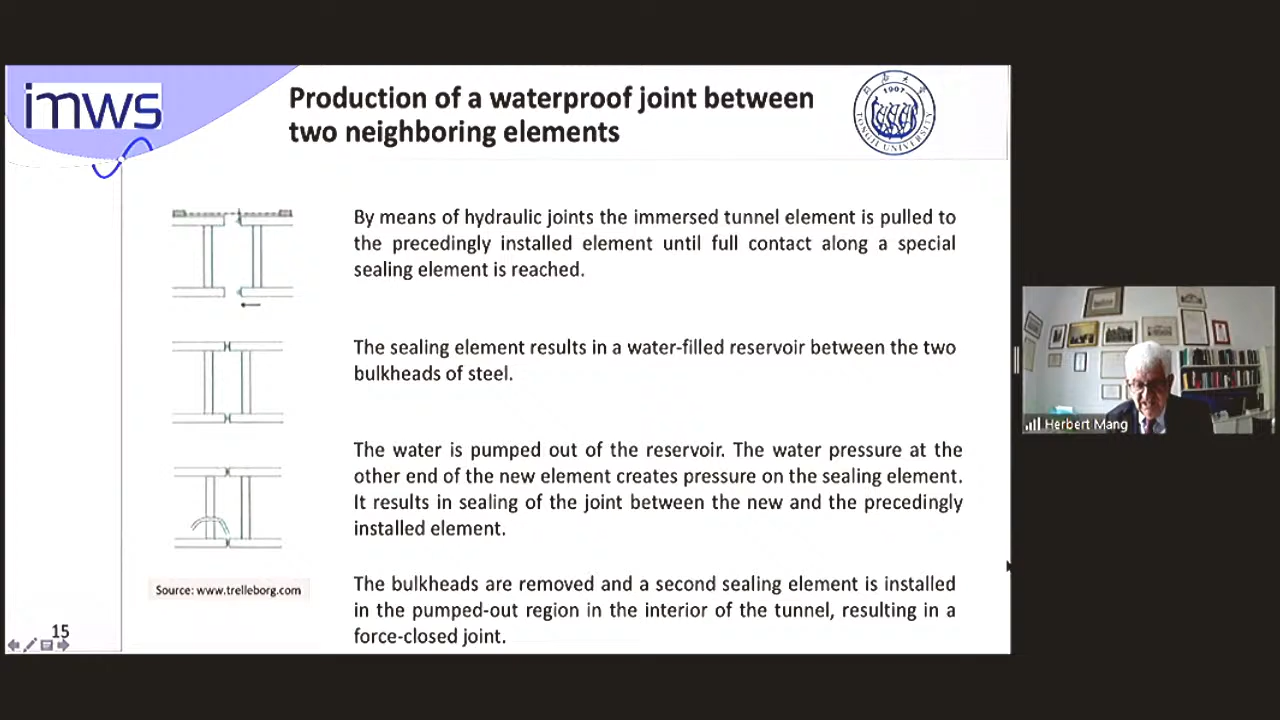 imws
Production of a waterproof joint between
two neighboring elements
1907
TONGJI UNIVERSITY
By means of hydraulic joints the immersed tunnel element is pulled to
the precedingly installed element until full contact along a special
sealing element is reached.
The sealing element results in a water-filled reservoir between the two
bulkheads of steel.
The water is pumped out of the reservoir. The water pressure at the
other end of the new element creates pressure on the sealing element.
It results in sealing of the joint between the new and the precedingly
installed element.
Source: www.trelleborg.com
The bulkheads are removed and a second sealing element is installed
in the pumped-out region in the interior of the tunnel, resulting in a
force-closed joint.
15
Herbert Mang